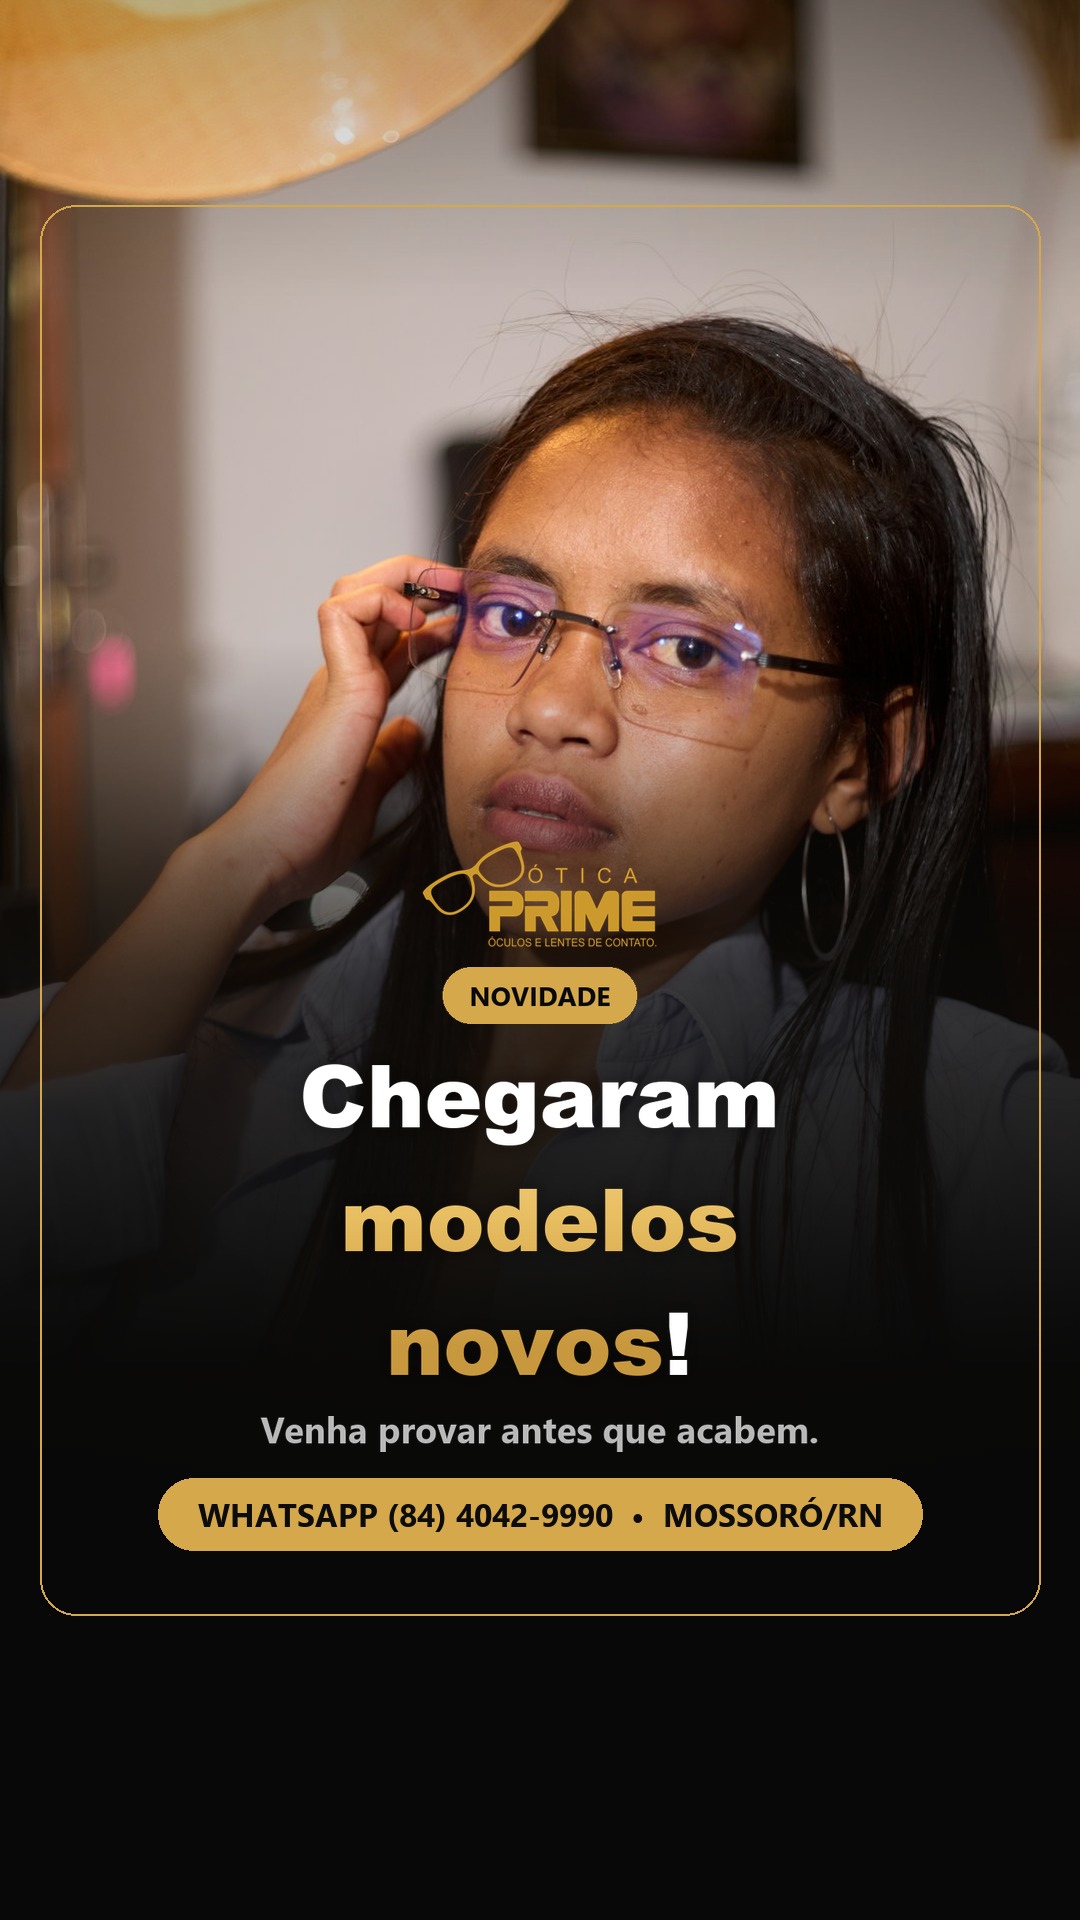 ÓTICA
PRIME
ÓCULOS E LENTES DE CONTATO.
NOVIDADE
Chegaram
modelos
novos!
Venha provar antes que acabem.
WHATSAPP (84) 4042-9990 • MOSSORÓ/RN